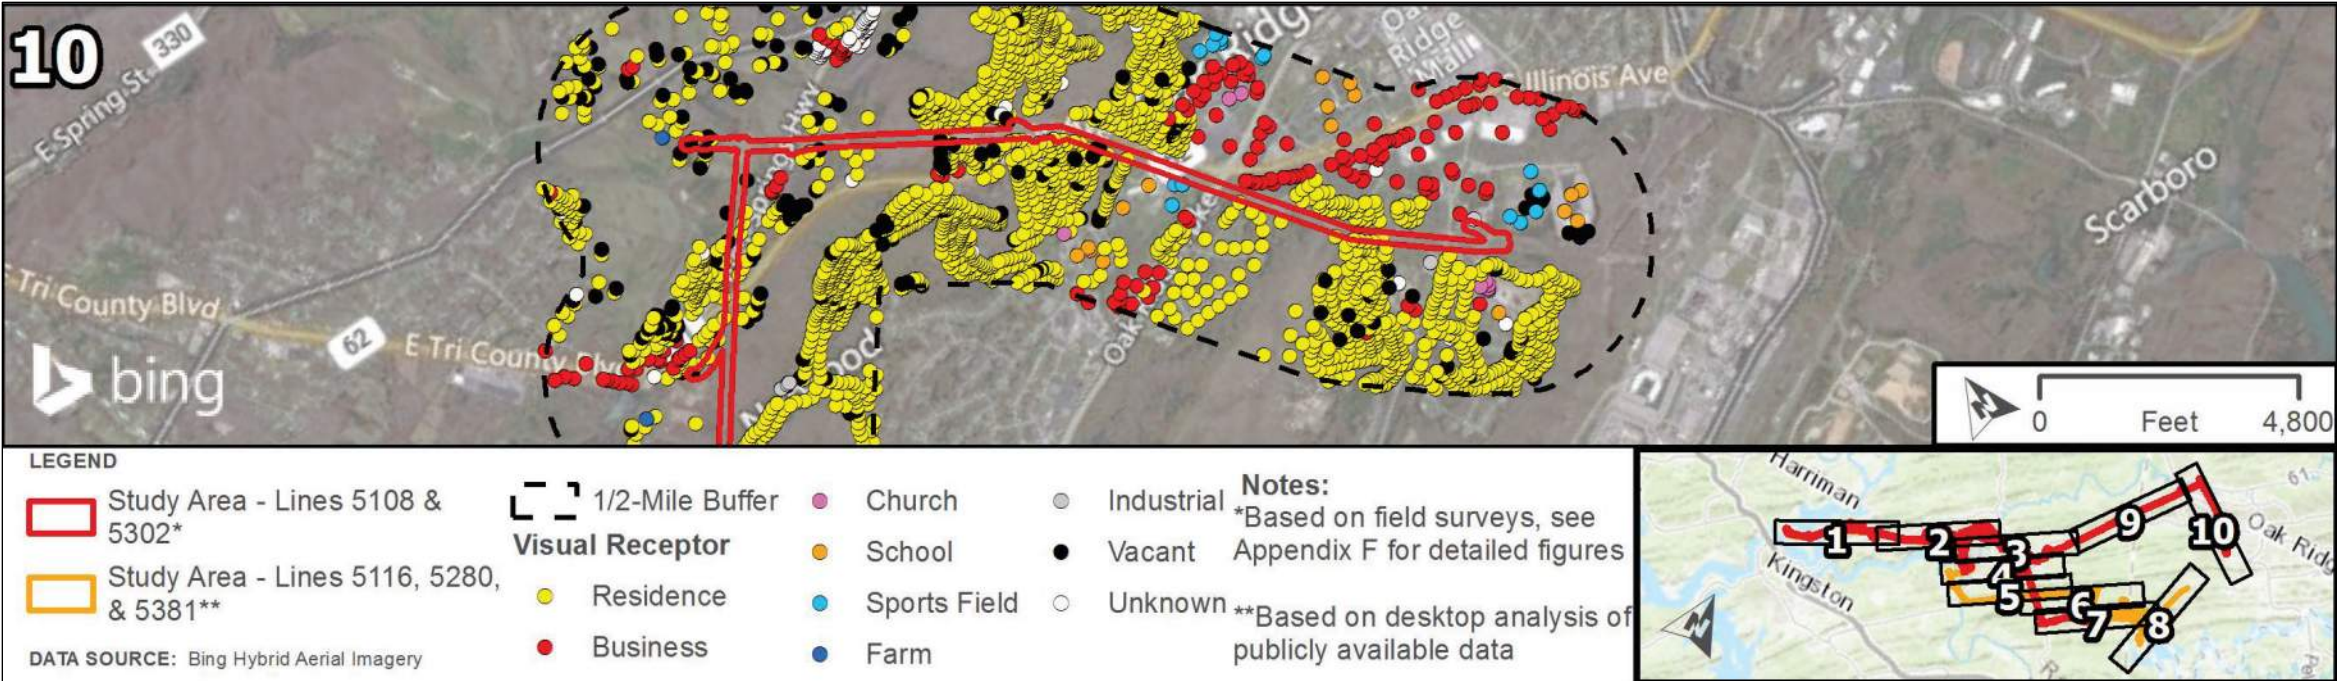 10
E Spring St
330
Ridge
Oak
Ridge
Mall
Illinois Ave
Scarboro
Tri County Blvd
62
E Tri County Blvd
Oak
bing
N
0 Feet 4,800
LEGEND
Study Area - Lines 5108 &
5302*
Study Area - Lines 5116, 5280,
& 5381**
DATA SOURCE: Bing Hybrid Aerial Imagery
1/2-Mile Buffer
Visual Receptor
Residence
Business
Church
School
Sports Field
Farm
Industrial
Vacant
Unknown
Notes:
*Based on field surveys, see
Appendix F for detailed figures
**Based on desktop analysis of
publicly available data
Harriman
Kingston
61
Oak Ridg
1
2
3
4
5
6
7
8
9
10
N